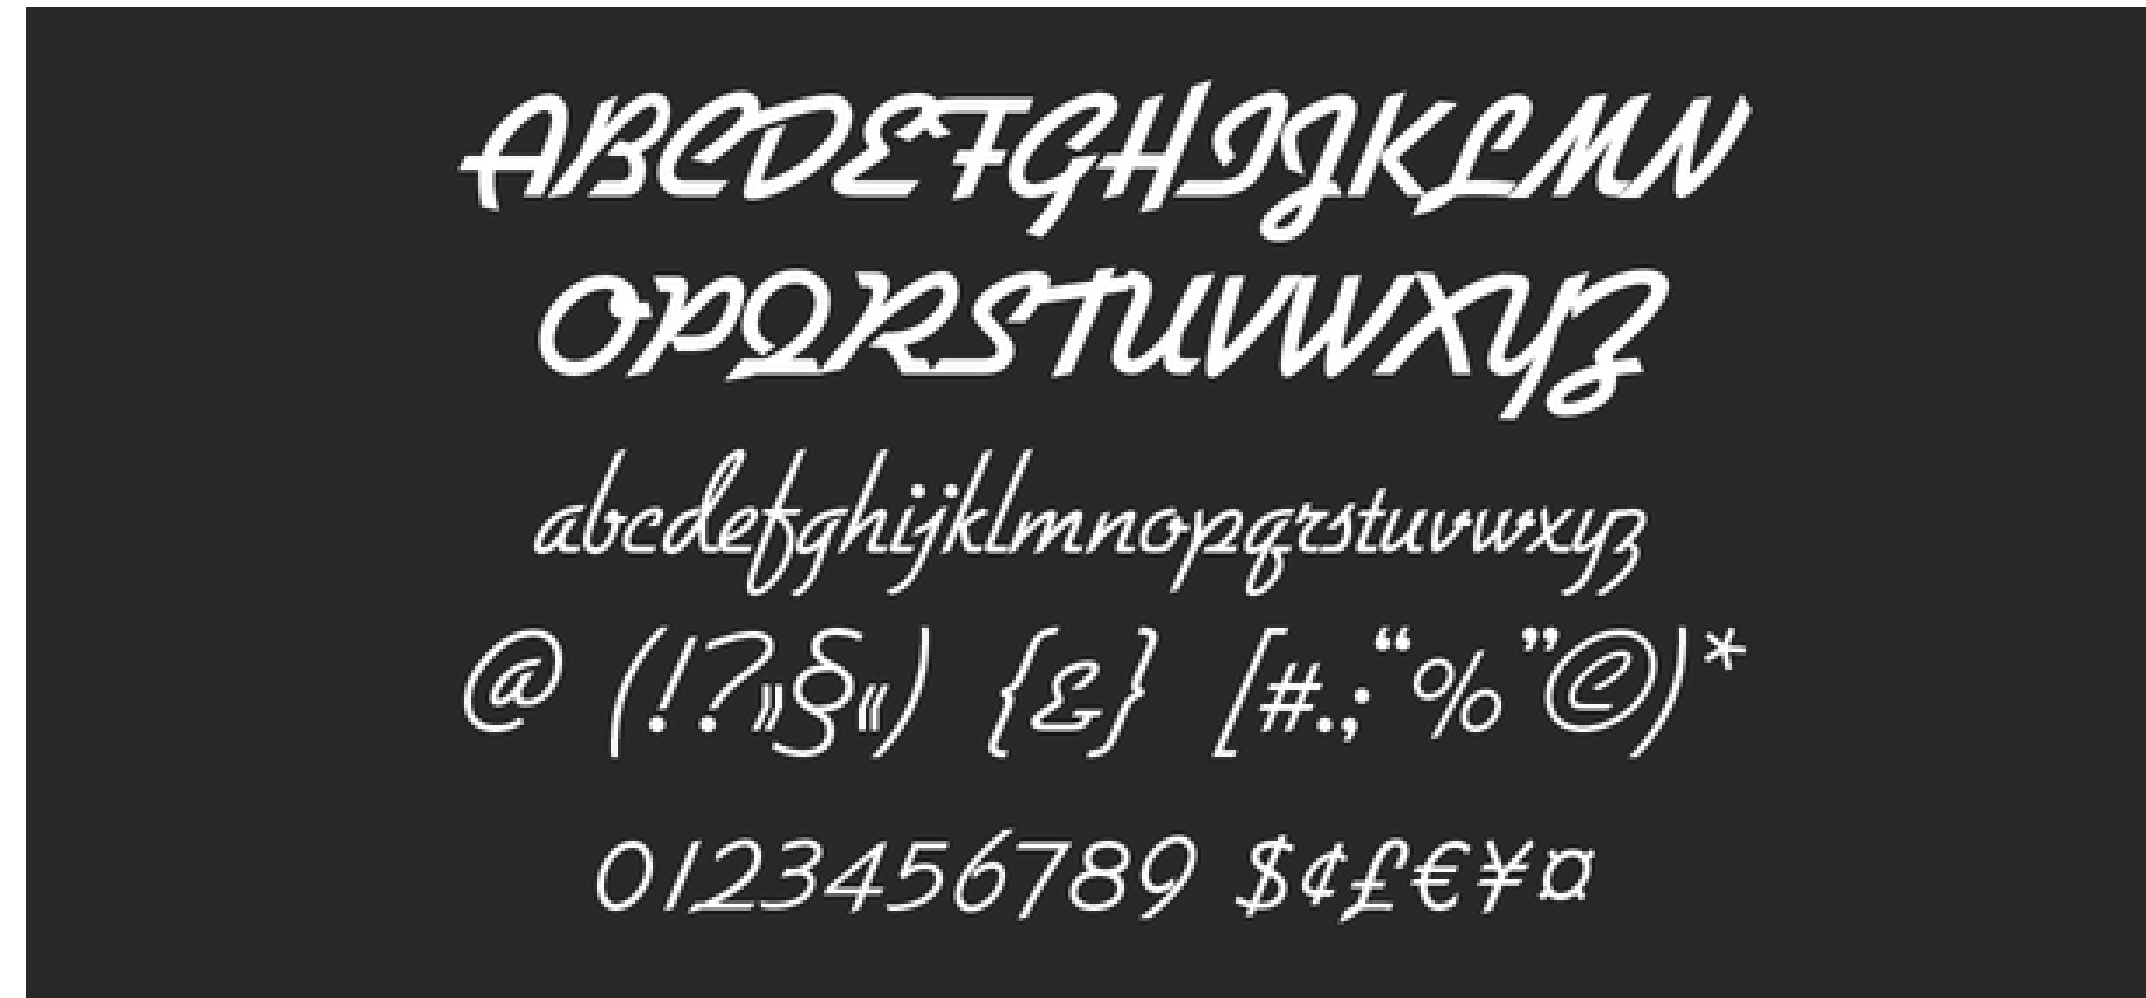 ABCDEFGHIJKLMN
OPQRSTUVWXYZ
abcdefghijklmnopqrstuvwxyz
@ (!?»§«) {&} [#.,:“%”©)*
0123456789 $¢£€¥¤